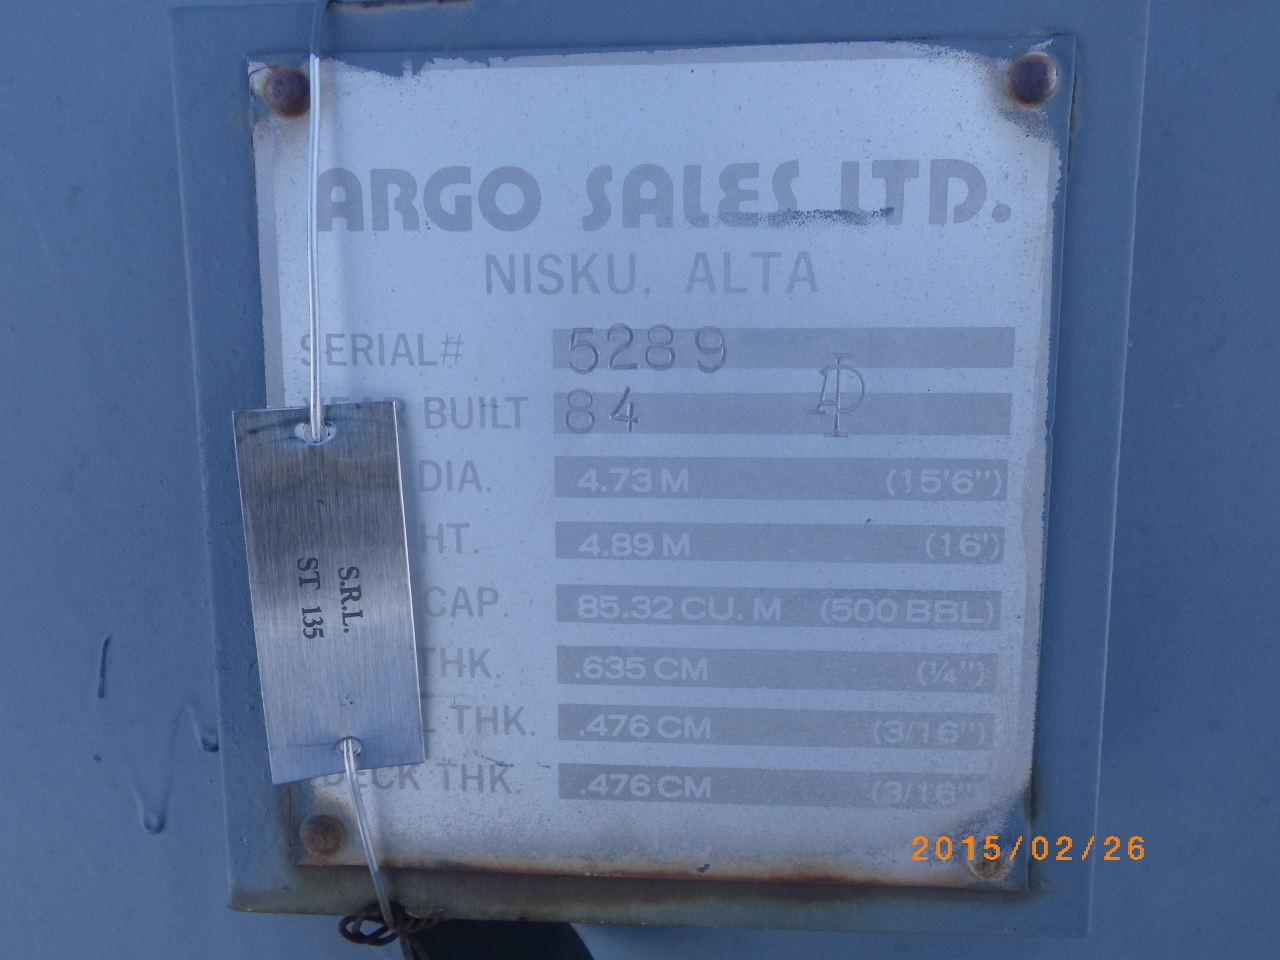 ARGO SALES LTD.
NISKU, ALTA
SERIAL# 5289
BUILT 84
DIA. 4.73 M (15'6")
HT. 4.89 M (16')
CAP. 85.32 CU. M (500 BBL)
THK. .635 CM (¼")
THK. .476 CM (3/16")
DECK THK. .476 CM (3/16")
S.R.L.
ST 135
2015/02/26